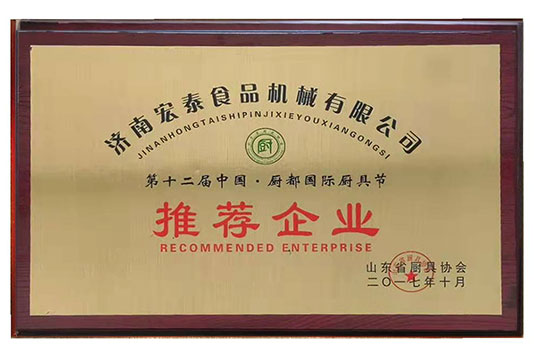 济南宏泰食品机械有限公司
JINANHONGTAISHIPINJIXIEYOUXIANGONGSI
厨
第十二届中国·厨都国际厨具节
推荐企业
RECOMMENDED ENTERPRISE
山东省厨具协会
二〇一七年十月